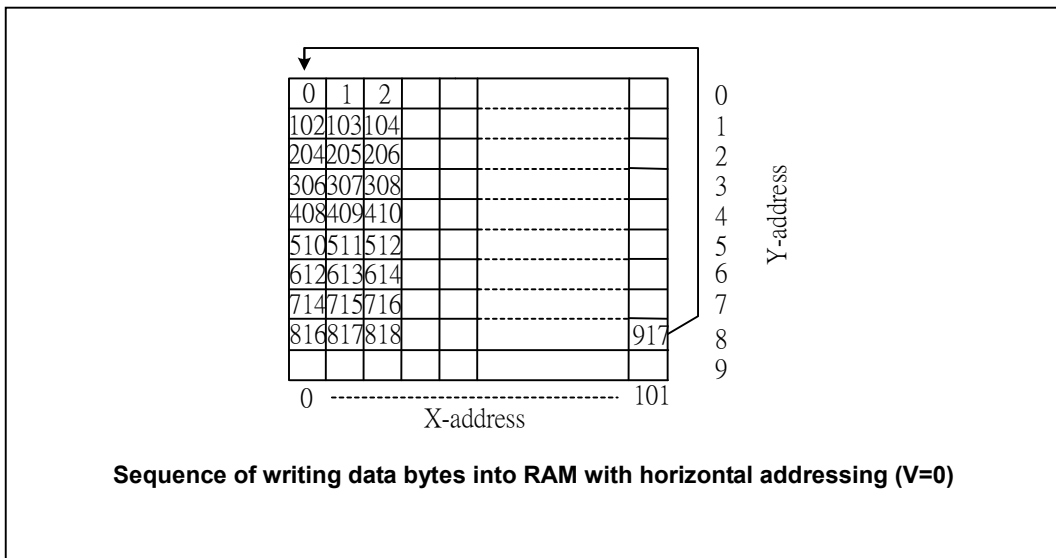 0 1 2 0
102 103 104 1
204 205 206 2
306 307 308 3
408 409 410 4
510 511 512 5
612 613 614 6
714 715 716 7
816 817 818 917 8
9
Y-address
0 101
X-address
Sequence of writing data bytes into RAM with horizontal addressing (V=0)